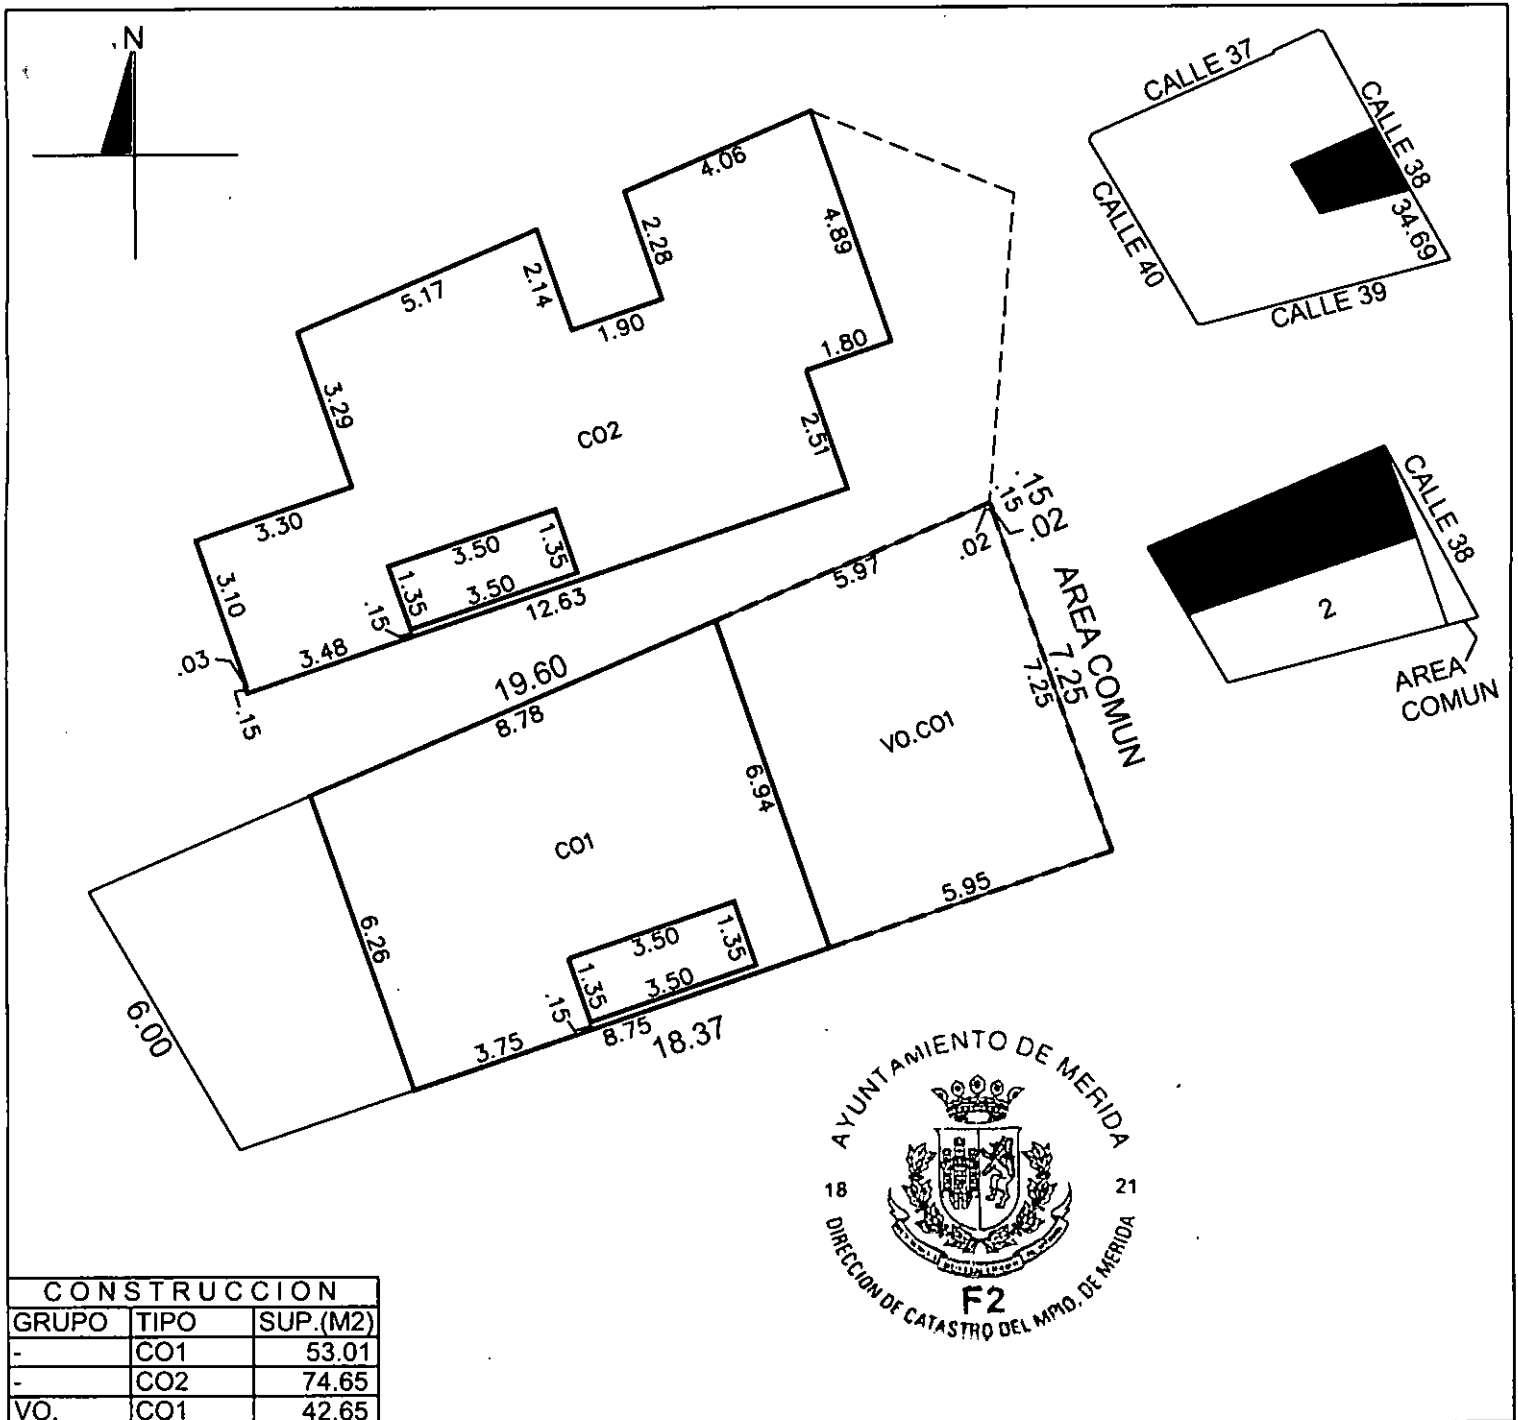 N
CALLE 37
CALLE 38
34.69
CALLE 40
CALLE 39
4.06
4.89
2.28
2.14
5.17
1.90
1.80
3.29
2.51
CO2
3.30
3.50
1.35
1.35
3.50
.15
12.63
3.10
3.48
.03
.15
.15
.15
.02
.02
CALLE 38
2
AREA
COMUN
5.97
AREA COMUN
7.25
7.25
19.60
8.78
VO.CO1
6.94
CO1
5.95
6.26
3.50
1.35
1.35
3.50
.15
6.00
3.75
8.75
18.37
AYUNTAMIENTO DE MERIDA
18
21
F2
DIRECCION DE CATASTRO DEL MPIO. DE MERIDA
CONSTRUCCION
GRUPO TIPO SUP.(M2)
- CO1 53.01
- CO2 74.65
VO. CO1 42.65